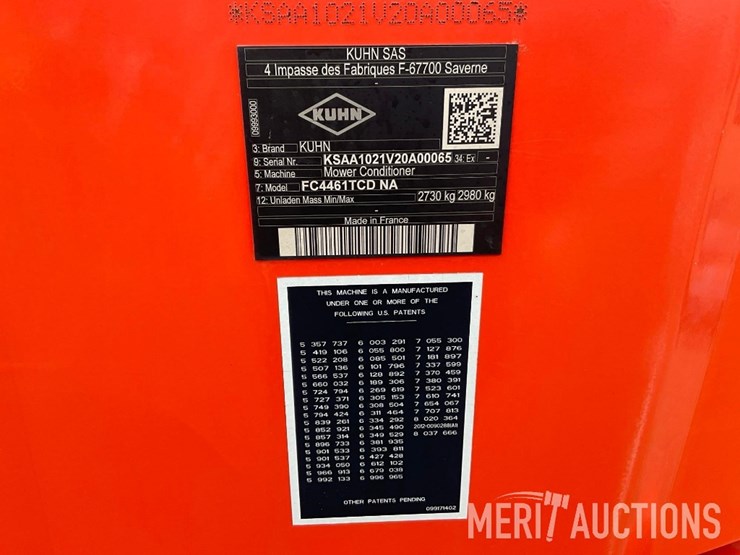 *KSAA1021V20A00065*
KUHN SAS
4 Impasse des Fabriques F-67700 Saverne
09893000
KUHN
3: Brand KUHN
9: Serial Nr. KSAA1021V20A00065 34: Ex -
5: Machine Mower Conditioner
7: Model FC4461TCD NA
12: Unladen Mass Min/Max 2730 kg 2980 kg
Made in France
THIS MACHINE IS A MANUFACTURED
UNDER ONE OR MORE OF THE
FOLLOWING U.S. PATENTS
5 357 737 6 003 291 7 055 300
5 419 106 6 055 800 7 127 876
5 522 208 6 085 501 7 181 897
5 507 136 6 101 796 7 337 599
5 566 537 6 128 892 7 370 459
5 660 032 6 189 306 7 380 391
5 724 794 6 269 619 7 523 601
5 727 371 6 305 153 7 610 741
5 749 390 6 308 504 7 654 067
5 794 424 6 311 464 7 707 813
5 839 261 6 334 292 8 020 364
5 852 921 6 345 490 2012-0090288(A1)
5 857 314 6 349 529 8 037 666
5 896 733 6 381 935
5 901 533 6 393 811
5 901 537 6 427 428
5 934 050 6 612 102
5 966 913 6 679 038
5 992 133 6 996 965
OTHER PATENTS PENDING
09917140Z
MERIT AUCTIONS